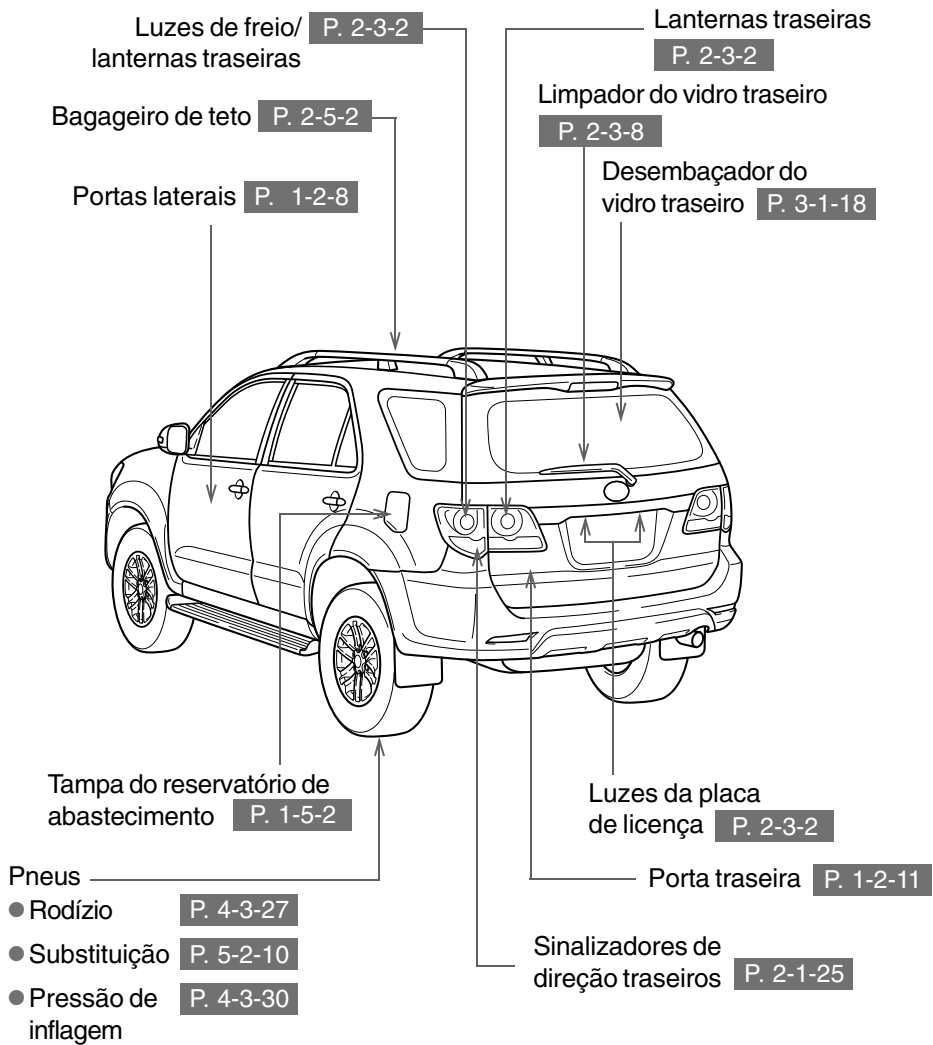 Luzes de freio/ P. 2-3-2
lanternas traseiras
Lanternas traseiras
P. 2-3-2
Bagageiro de teto P. 2-5-2
Limpador do vidro traseiro
P. 2-3-8
Portas laterais P. 1-2-8
Desembaçador do
vidro traseiro P. 3-1-18
Tampa do reservatório de
abastecimento P. 1-5-2
Luzes da placa
de licença P. 2-3-2
Pneus
Porta traseira P. 1-2-11
● Rodízio P. 4-3-27
● Substituição P. 5-2-10
● Pressão de P. 4-3-30
inflagem
Sinalizadores de
direção traseiros P. 2-1-25